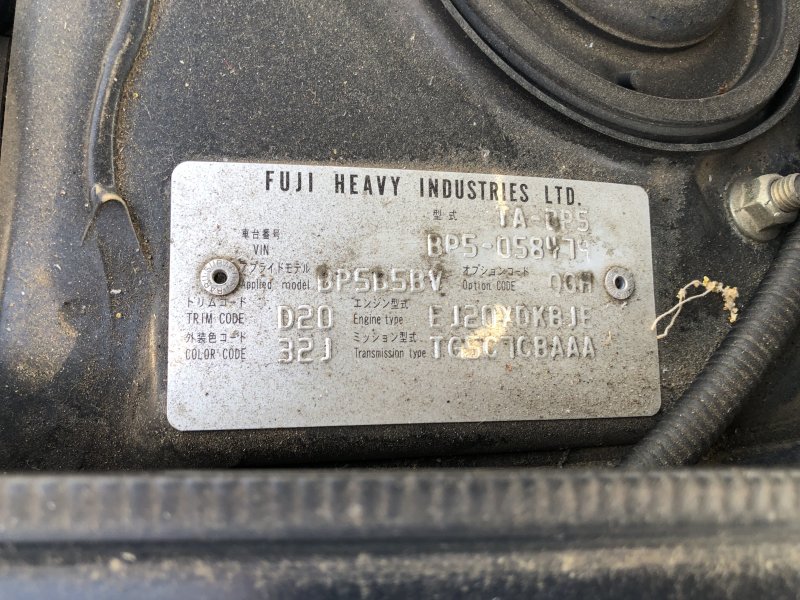 FUJI HEAVY INDUSTRIES LTD.
型式 TA-BP5
車台番号
VIN BP5-058474
アプライドモデル オプションコード
Applied model BP5B5BV Option CODE OCH
トリムコード エンジン型式
TRIM CODE D20 Engine type EJ20XDKBJE
外装色コード ミッション型式
COLOR CODE 32J Transmission type TG5C7CBAAA